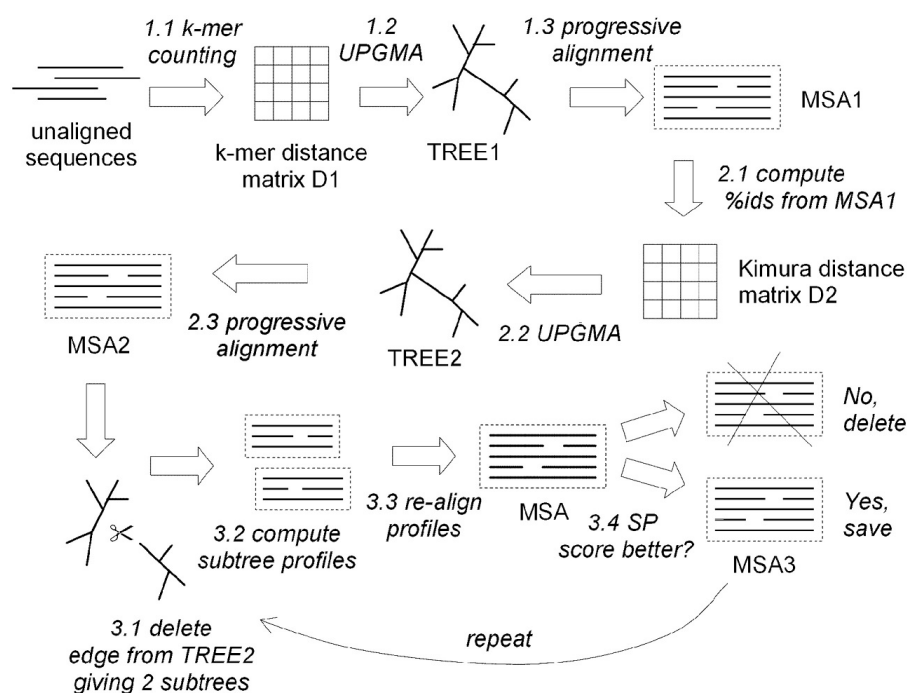 1.1 k-mer
counting
1.2
UPGMA
1.3 progressive
alignment
unaligned
sequences
k-mer distance
matrix D1
TREE1
MSA1
2.1 compute
%ids from MSA1
Kimura distance
matrix D2
2.2 UPGMA
TREE2
2.3 progressive
alignment
MSA2
3.1 delete
edge from TREE2
giving 2 subtrees
3.2 compute
subtree profiles
3.3 re-align
profiles
MSA
3.4 SP
score better?
No,
delete
Yes,
save
MSA3
repeat